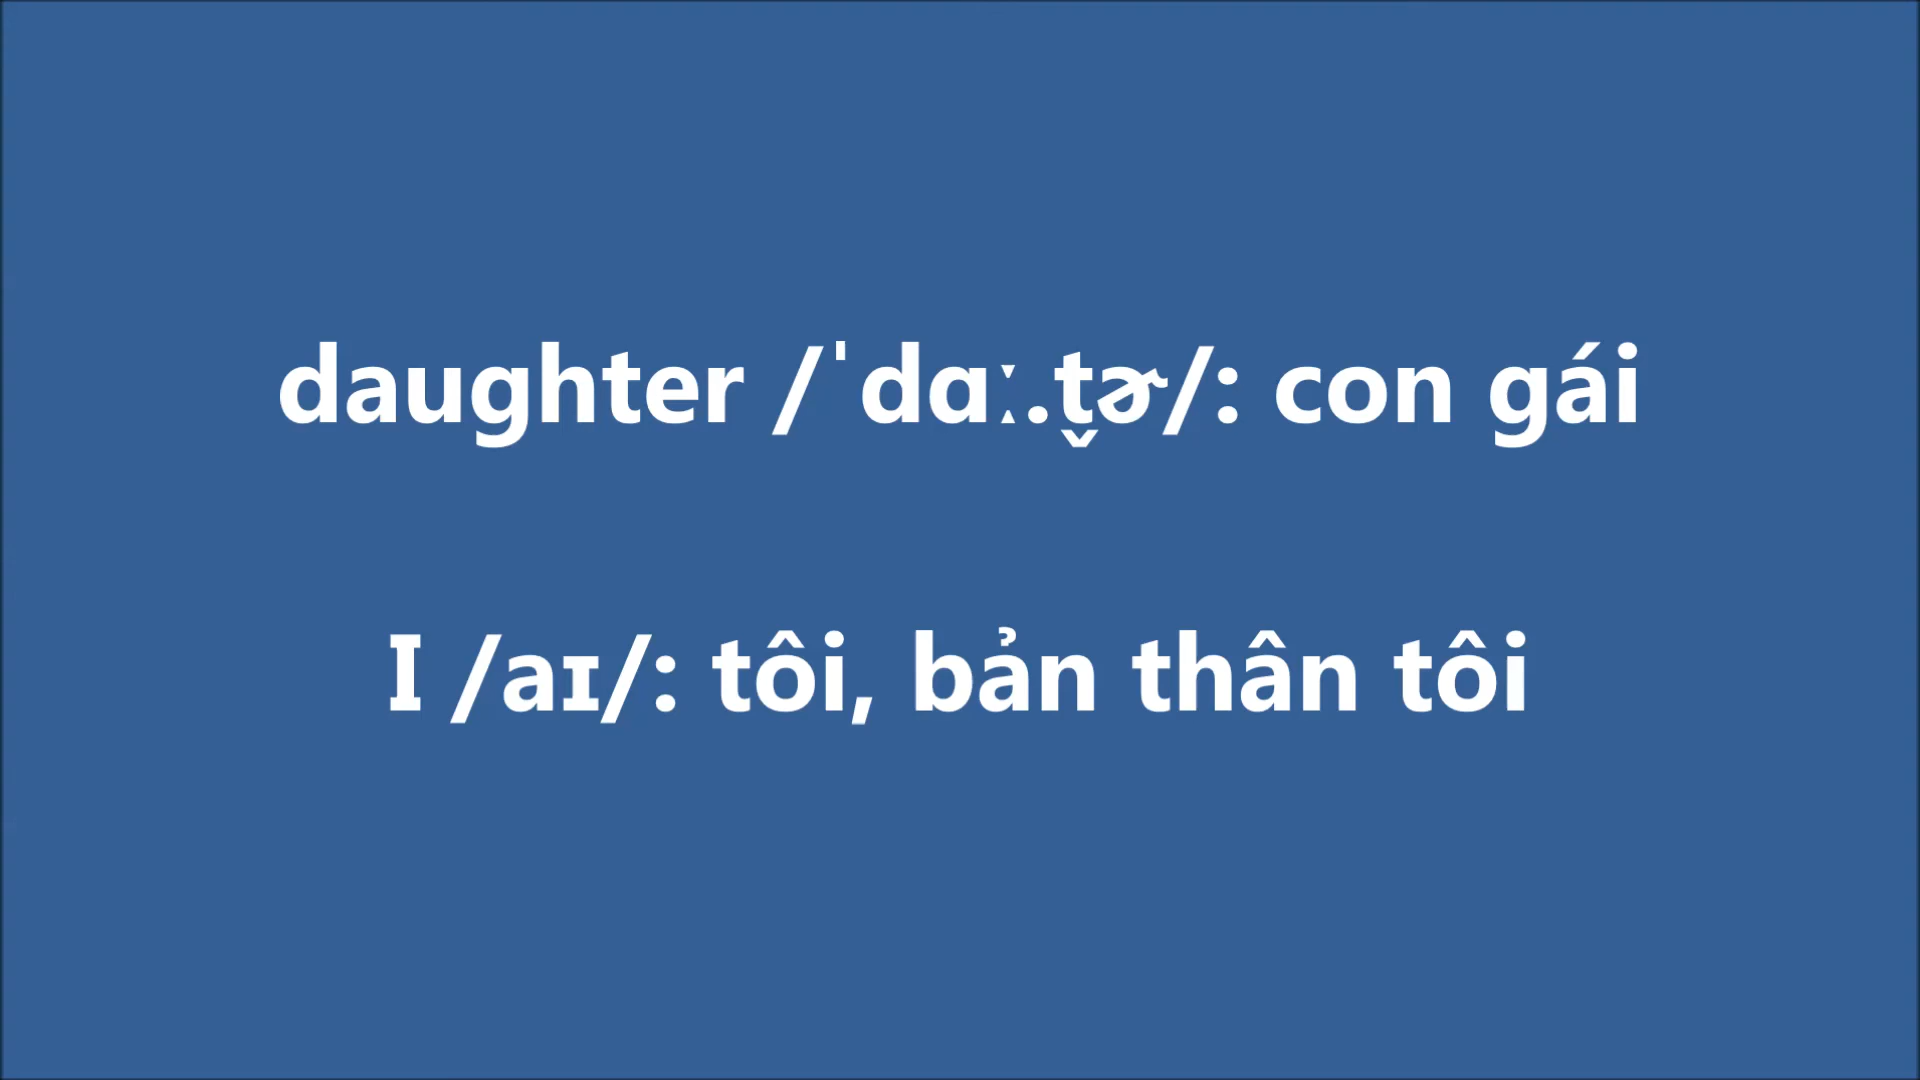 daughter /ˈdɑː.t̬ɚ/: con gái
I /aɪ/: tôi, bản thân tôi